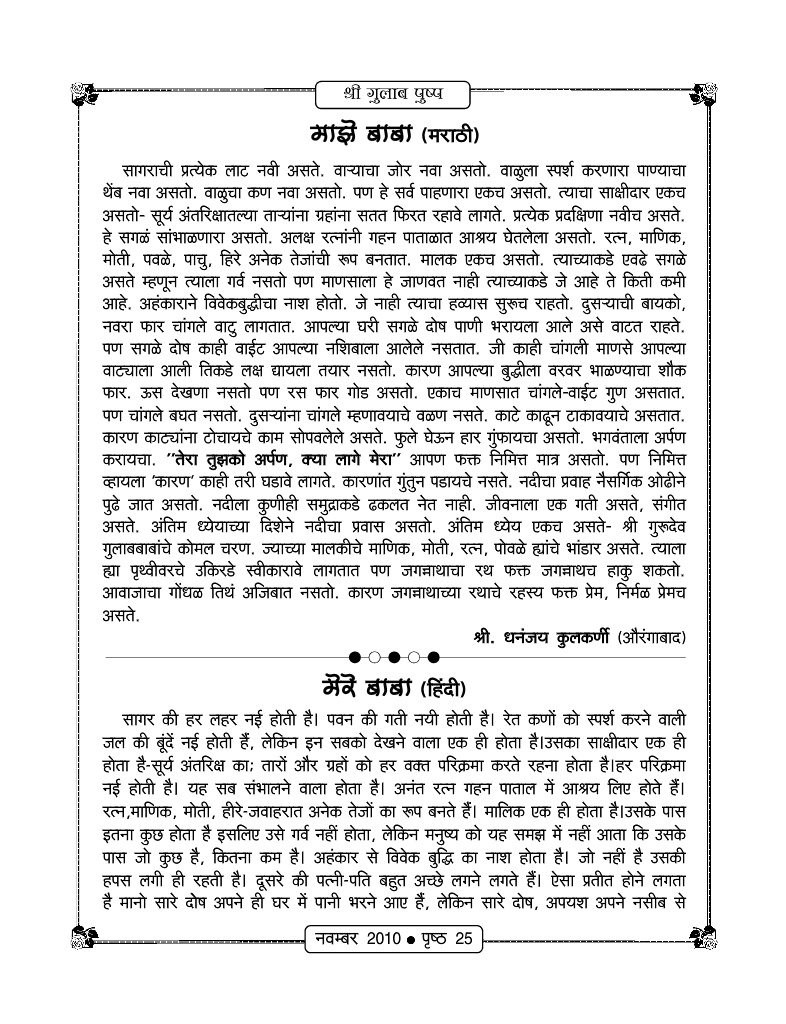 श्री गुलाब पुष्प
माझे बाबा (मराठी)
सागराची प्रत्येक लाट नवी असते. वाऱ्याचा जोर नवा असतो. वाळुला स्पर्श करणारा पाण्याचा
थेंब नवा असतो. वाळुचा कण नवा असतो. पण हे सर्व पाहणारा एकच असतो. त्याचा साक्षीदार एकच
असतो- सूर्य अंतरिक्षातल्या ताऱ्यांना ग्रहांना सतत फिरत रहावे लागते. प्रत्येक प्रदक्षिणा नवीच असते.
हे सगळं सांभाळणारा असतो. अलक्ष रत्नांनी गहन पाताळात आश्रय घेतलेला असतो. रत्न, माणिक,
मोती, पवळे, पाचु, हिरे अनेक तेजांची रूप बनतात. मालक एकच असतो. त्याच्याकडे एवढे सगळे
असते म्हणून त्याला गर्व नसतो पण माणसाला हे जाणवत नाही त्याच्याकडे जे आहे ते किती कमी
आहे. अहंकाराने विवेकबुद्धीचा नाश होतो. जे नाही त्याचा हव्यास सुरूच राहतो. दुसऱ्याची बायको,
नवरा फार चांगले वाटु लागतात. आपल्या घरी सगळे दोष पाणी भरायला आले असे वाटत राहते.
पण सगळे दोष काही वाईट आपल्या नशिबाला आलेले नसतात. जी काही चांगली माणसे आपल्या
वाट्याला आली तिकडे लक्ष द्यायला तयार नसतो. कारण आपल्या बुद्धीला वरवर भाळण्याचा शौक
फार. ऊस देखणा नसतो पण रस फार गोड असतो. एकाच माणसात चांगले-वाईट गुण असतात.
पण चांगले बघत नसतो. दुसऱ्यांना चांगले म्हणावयाचे वळण नसते. काटे काढून टाकावयाचे असतात.
कारण काट्यांना टोचायचे काम सोपवलेले असते. फुले घेऊन हार गुंफायचा असतो. भगवंताला अर्पण
करायचा. ''तेरा तुझको अर्पण, क्या लागे मेरा'' आपण फक्त निमित्त मात्र असतो. पण निमित्त
व्हायला 'कारण' काही तरी घडावे लागते. कारणांत गुंतुन पडायचे नसते. नदीचा प्रवाह नैसर्गिक ओढीने
पुढे जात असतो. नदीला कुणीही समुद्राकडे ढकलत नेत नाही. जीवनाला एक गती असते, संगीत
असते. अंतिम ध्येयाच्या दिशेने नदीचा प्रवास असतो. अंतिम ध्येय एकच असते- श्री गुरूदेव
गुलाबबाबांचे कोमल चरण. ज्याच्या मालकीचे माणिक, मोती, रत्न, पोवळे ह्यांचे भांडार असते. त्याला
ह्या पृथ्वीवरचे उकिरडे स्वीकारावे लागतात पण जगन्नाथाचा रथ फक्त जगन्नाथच हाकु शकतो.
आवाजाचा गोंधळ तिथं अजिबात नसतो. कारण जगन्नाथाच्या रथाचे रहस्य फक्त प्रेम, निर्मळ प्रेमच
असते.
श्री. धनंजय कुलकर्णी (औरंगाबाद)
मेरे बाबा (हिंदी)
सागर की हर लहर नई होती है। पवन की गती नयी होती है। रेत कणों को स्पर्श करने वाली
जल की बूंदें नई होती हैं, लेकिन इन सबको देखने वाला एक ही होता है।उसका साक्षीदार एक ही
होता है-सूर्य अंतरिक्ष का; तारों और ग्रहों को हर वक्त परिक्रमा करते रहना होता है।हर परिक्रमा
नई होती है। यह सब संभालने वाला होता है। अनंत रत्न गहन पाताल में आश्रय लिए होते हैं।
रत्न,माणिक, मोती, हीरे-जवाहरात अनेक तेजों का रूप बनते हैं। मालिक एक ही होता है।उसके पास
इतना कुछ होता है इसलिए उसे गर्व नहीं होता, लेकिन मनुष्य को यह समझ में नहीं आता कि उसके
पास जो कुछ है, कितना कम है। अहंकार से विवेक बुद्धि का नाश होता है। जो नहीं है उसकी
हपस लगी ही रहती है। दूसरे की पत्नी-पति बहुत अच्छे लगने लगते हैं। ऐसा प्रतीत होने लगता
है मानो सारे दोष अपने ही घर में पानी भरने आए हैं, लेकिन सारे दोष, अपयश अपने नसीब से
नवम्बर 2010 ● पृष्ठ 25